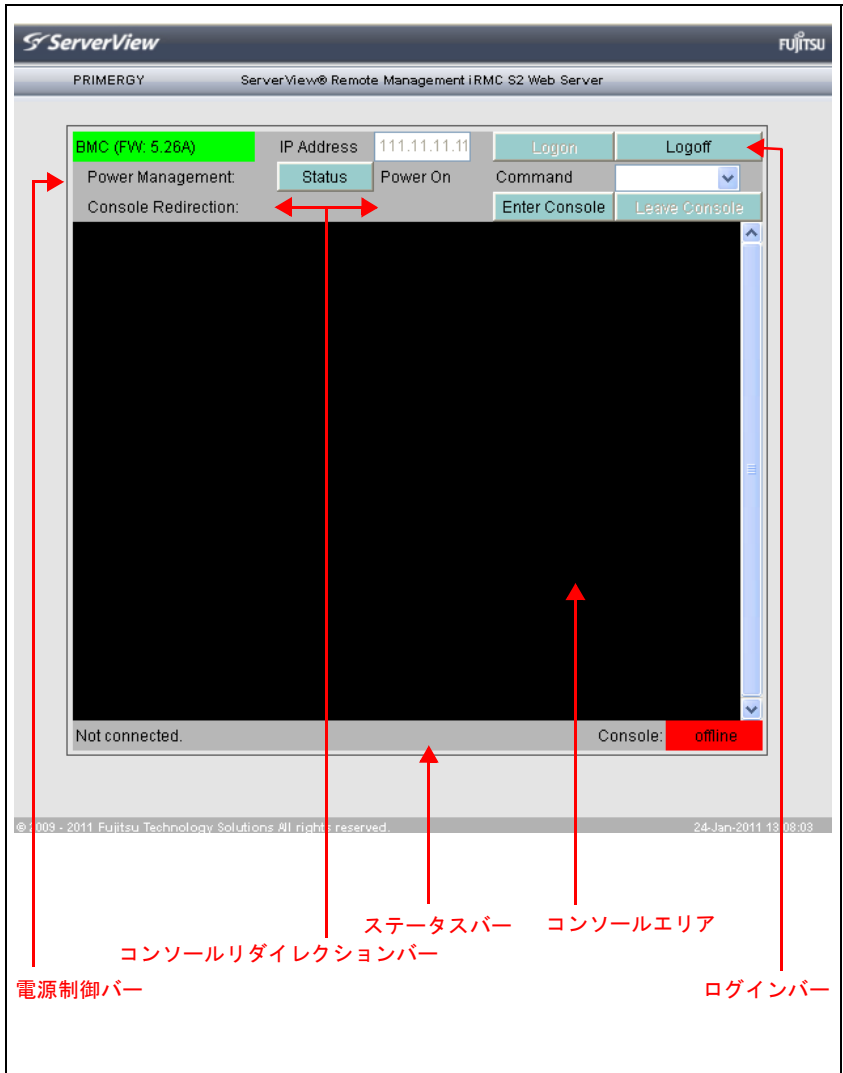 ServerView
FUJITSU
PRIMERGY ServerView® Remote Management iRMC S2 Web Server
BMC (FW: 5.26A) IP Address 111.11.11.11 Logon Logoff
Power Management: Status Power On Command
Console Redirection: Enter Console Leave Console
Not connected. Console: offline
© 2009 - 2011 Fujitsu Technology Solutions All rights reserved. 24-Jan-2011 13:08:03
ステータスバー コンソールエリア
コンソールリダイレクションバー
電源制御バー ログインバー